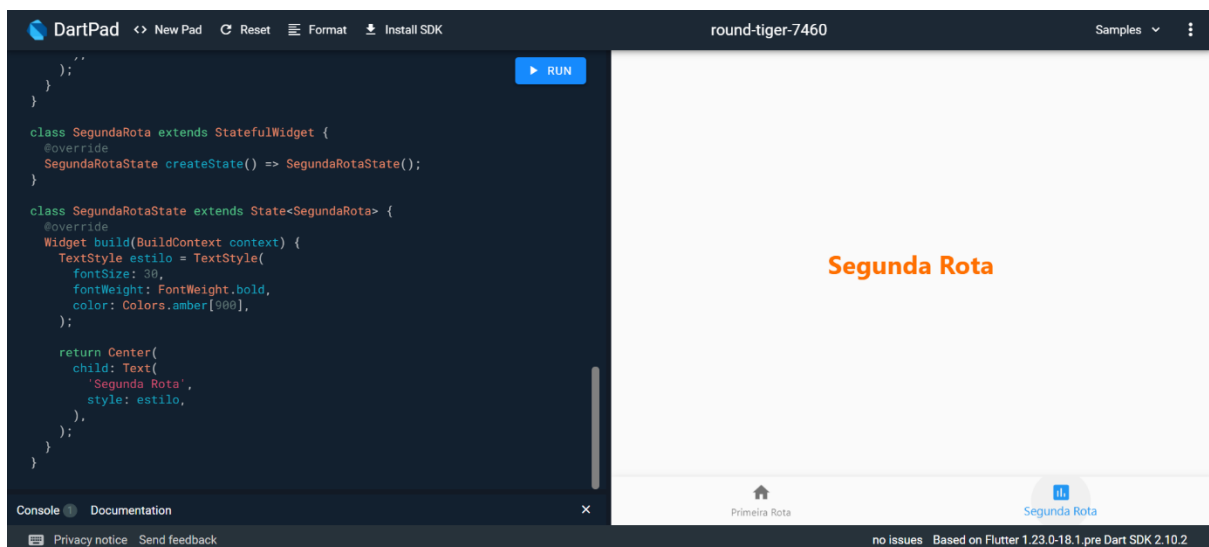 DartPad <> New Pad Reset Format Install SDK round-tiger-7460 Samples
);
RUN
);
}
}
class SegundaRota extends StatefulWidget {
@override
SegundaRotaState createState() => SegundaRotaState();
}
class SegundaRotaState extends State<SegundaRota> {
@override
Widget build(BuildContext context) {
TextStyle estilo = TextStyle(
fontSize: 30,
fontWeight: FontWeight.bold,
color: Colors.amber[900],
);
return Center(
child: Text(
'Segunda Rota',
style: estilo,
),
);
}
}
Console 1 Documentation ×
Segunda Rota
Primeira Rota Segunda Rota
Privacy notice Send feedback no issues Based on Flutter 1.23.0-18.1.pre Dart SDK 2.10.2